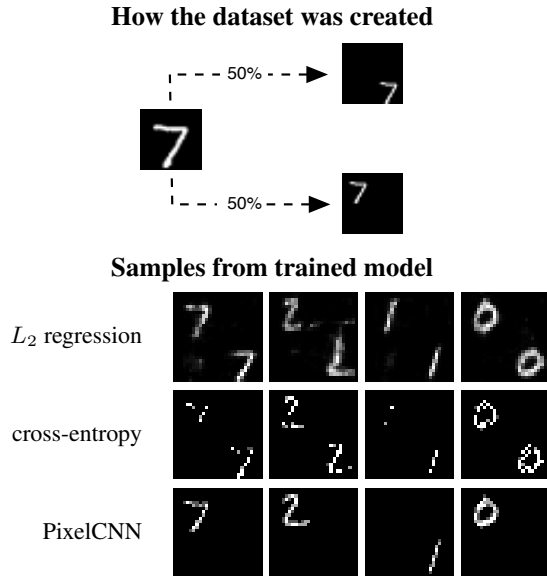 How the dataset was created
50%
50%
Samples from trained model
L₂ regression
cross-entropy
PixelCNN